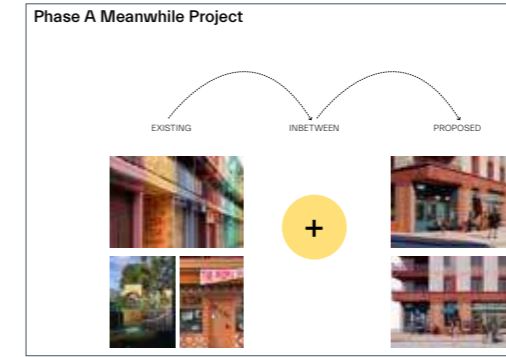 Phase A Meanwhile Project
EXISTING
INBETWEEN
PROPOSED
+